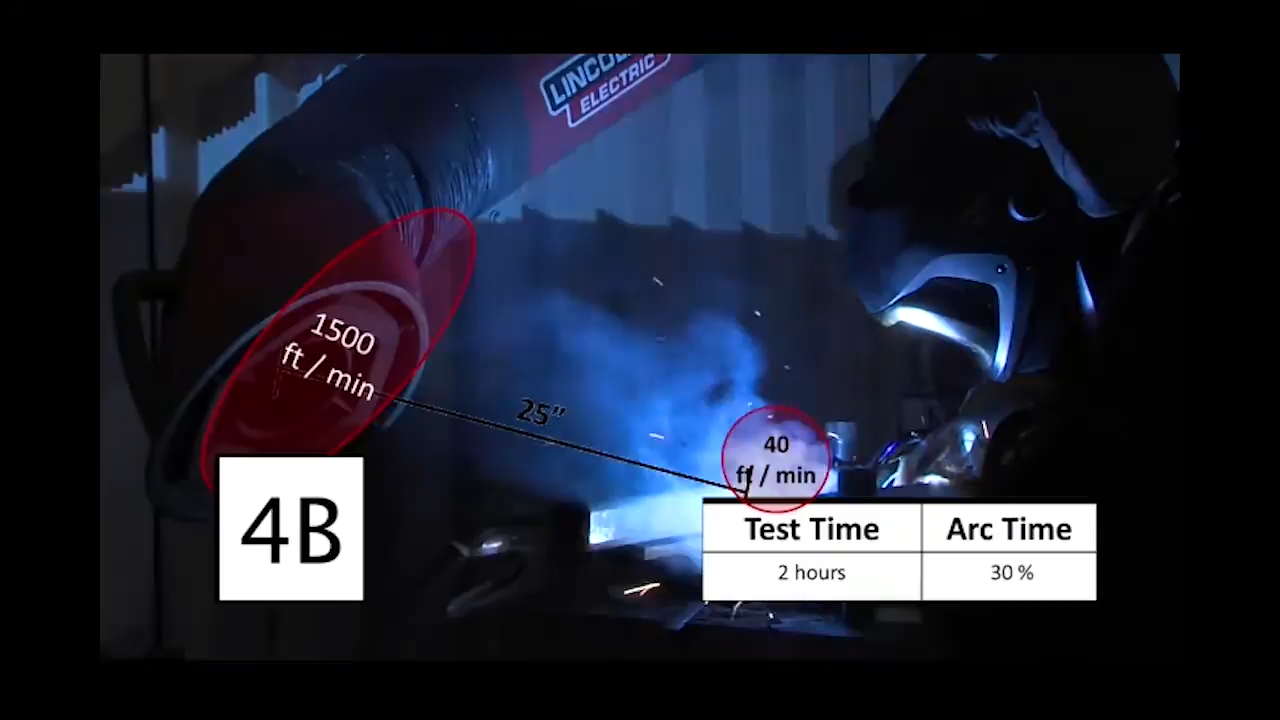 LINCOLN
ELECTRIC
1500
ft / min
25”
40
ft / min
4B
Test Time Arc Time
2 hours 30 %